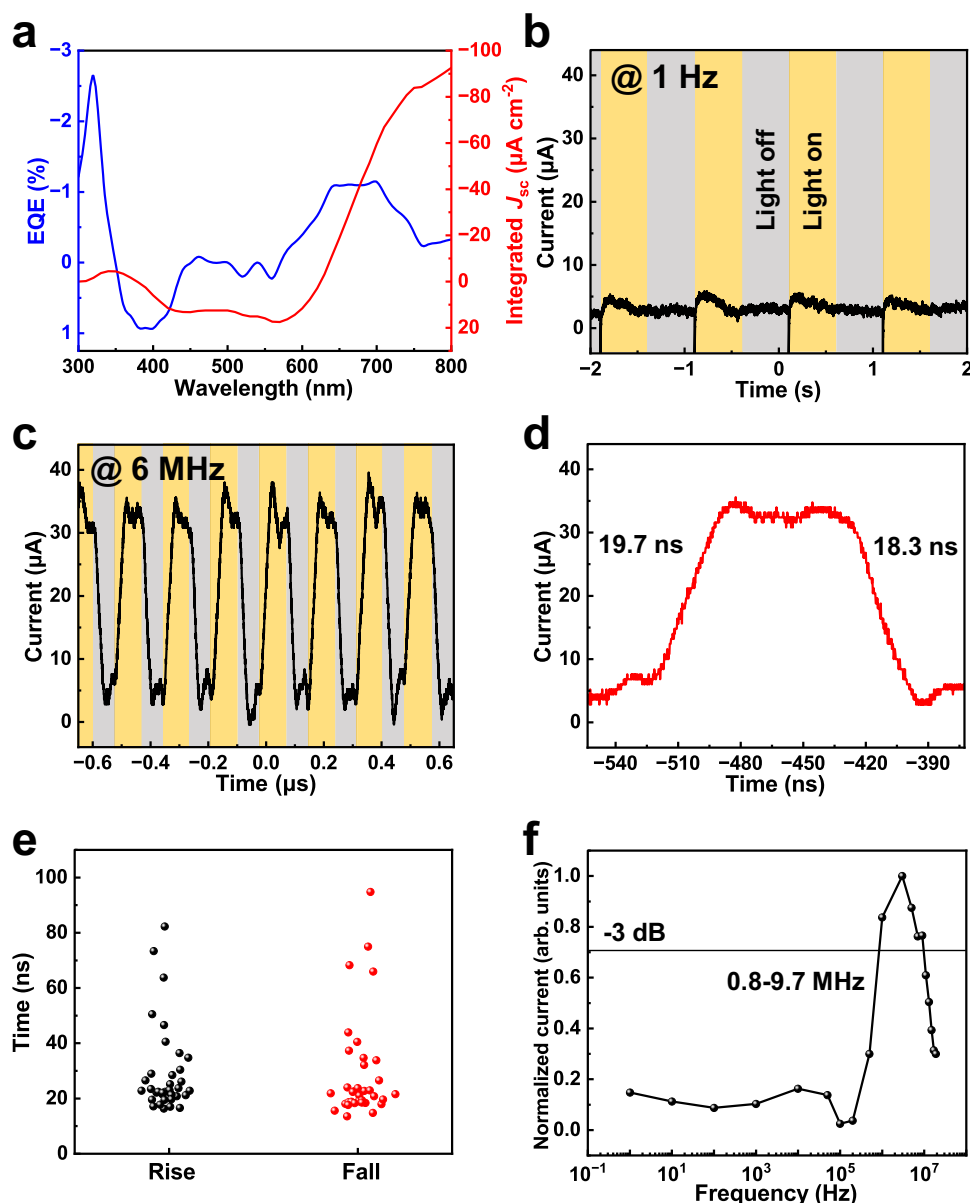 a
EQE (%)
−3
−2
−1
0
1
300 400 500 600 700 800
Wavelength (nm)
−100
−80
−60
−40
−20
0
20
Integrated Jsc (µA cm⁻²)
b
@ 1 Hz
Light off
Light on
Current (µA)
40
30
20
10
0
−2 −1 0 1 2
Time (s)
c
@ 6 MHz
Current (µA)
40
30
20
10
0
−0.6 −0.4 −0.2 0.0 0.2 0.4 0.6
Time (µs)
d
19.7 ns
18.3 ns
Current (µA)
40
30
20
10
0
−540 −510 −480 −450 −420 −390
Time (ns)
e
Time (ns)
100
80
60
40
20
0
Rise Fall
f
-3 dB
0.8-9.7 MHz
Normalized current (arb. units)
1.0
0.8
0.6
0.4
0.2
0.0
10⁻¹ 10¹ 10³ 10⁵ 10⁷
Frequency (Hz)